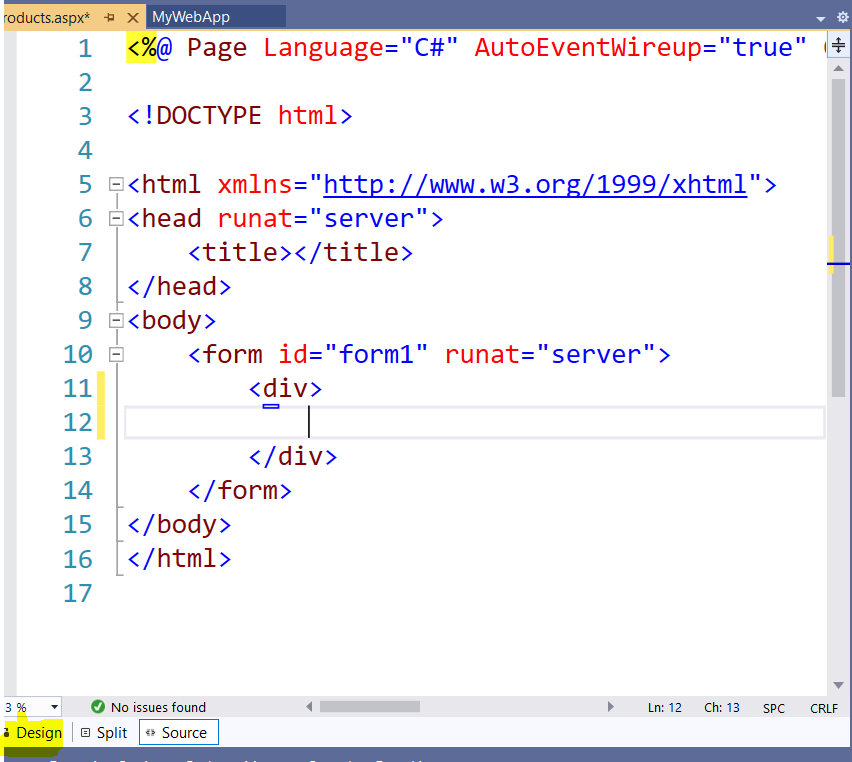 roducts.aspx* MyWebApp
1 <%@ Page Language="C#" AutoEventWireup="true"
2
3 <!DOCTYPE html>
4
5 <html xmlns="http://www.w3.org/1999/xhtml">
6 <head runat="server">
7     <title></title>
8 </head>
9 <body>
10     <form id="form1" runat="server">
11         <div>
12
13         </div>
14     </form>
15 </body>
16 </html>
17
3 % No issues found Ln: 12 Ch: 13 SPC CRLF
Design Split Source